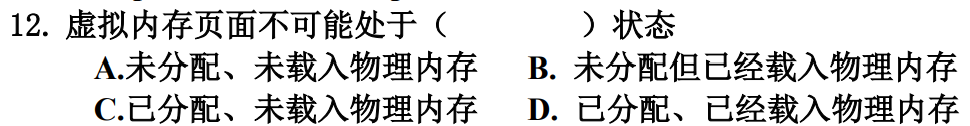 12. 虚拟内存页面不可能处于（ ）状态
A.未分配、未载入物理内存 B. 未分配但已经载入物理内存
C.已分配、未载入物理内存 D. 已分配、已经载入物理内存